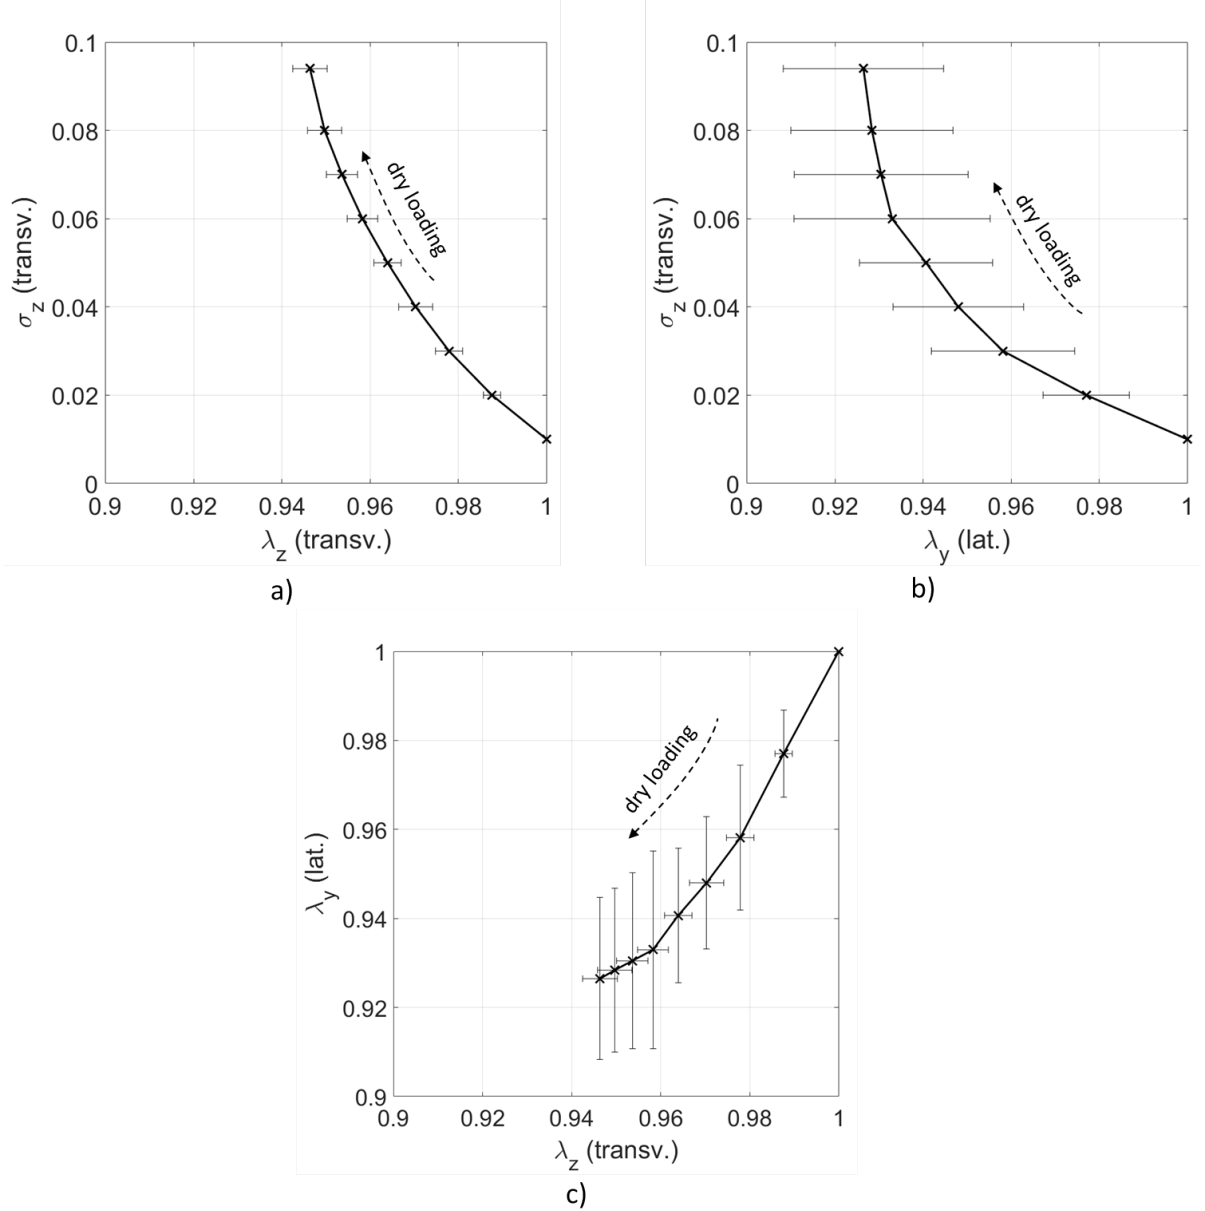 0.1
0.08
0.06
0.04
0.02
0
σz (transv.)
dry loading
0.9 0.92 0.94 0.96 0.98 1
λz (transv.)
a)
0.1
0.08
0.06
0.04
0.02
0
σz (transv.)
dry loading
0.9 0.92 0.94 0.96 0.98 1
λy (lat.)
b)
1
0.98
0.96
0.94
0.92
0.9
λy (lat.)
dry loading
0.9 0.92 0.94 0.96 0.98 1
λz (transv.)
c)